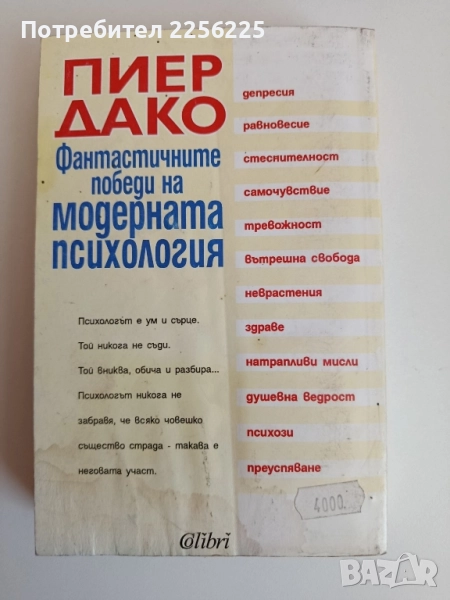 Потребител 2256225
ПИЕР
ДАКО
Фантастичните
победи на
модерната
психология
Психологът е ум и сърце.
Той никога не съди.
Той вниква, обича и разбира...
Психологът никога не
забравя, че всяко човешко
същество страда - такава е
неговата участ.
депресия
равновесие
стеснителност
самочувствие
тревожност
вътрешна свобода
неврастения
здраве
натрапливи мисли
душевна ведрост
психози
преуспяване
4000.
Colibri
BAZAR